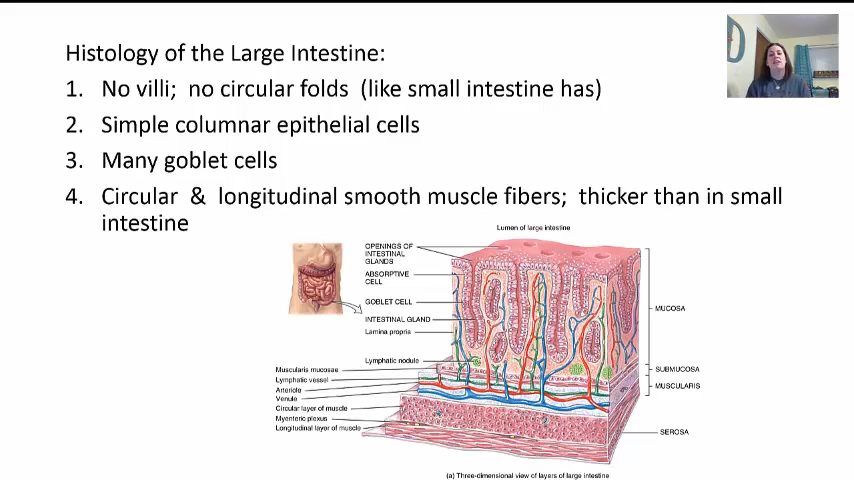 Histology of the Large Intestine:
1. No villi; no circular folds (like small intestine has)
2. Simple columnar epithelial cells
3. Many goblet cells
4. Circular & longitudinal smooth muscle fibers; thicker than in small
intestine
Lumen of large intestine
OPENINGS OF
INTESTINAL
GLANDS
ABSORPTIVE
CELL
GOBLET CELL
INTESTINAL GLAND
Lamina propria
Lymphatic nodule
Muscularis mucosae
Lymphatic vessel
Arteriole
Venule
Circular layer of muscle
Myenteric plexus
Longitudinal layer of muscle
MUCOSA
SUBMUCOSA
MUSCULARIS
SEROSA
(a) Three-dimensional view of layers of large intestine